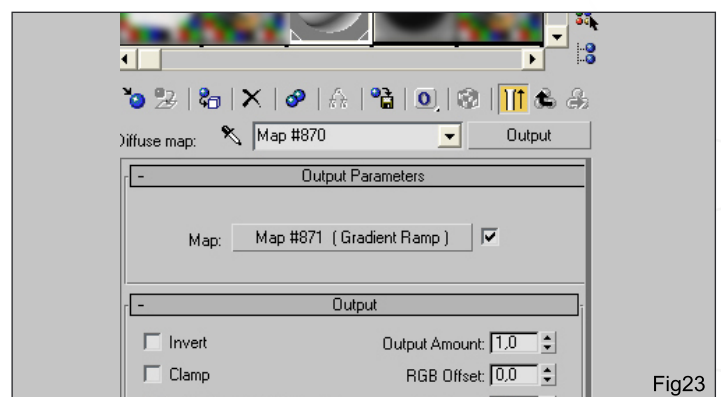 0
Diffuse map: Map #870 Output
- Output Parameters
Map: Map #871 ( Gradient Ramp )
- Output
Invert Output Amount: 1,0
Clamp RGB Offset: 0,0
Fig23